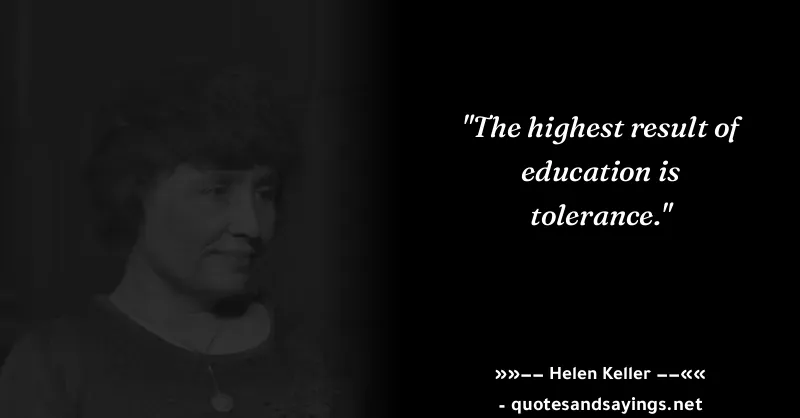 "The highest result of
education is
tolerance."
»»−− Helen Keller −−««
- quotesandsayings.net